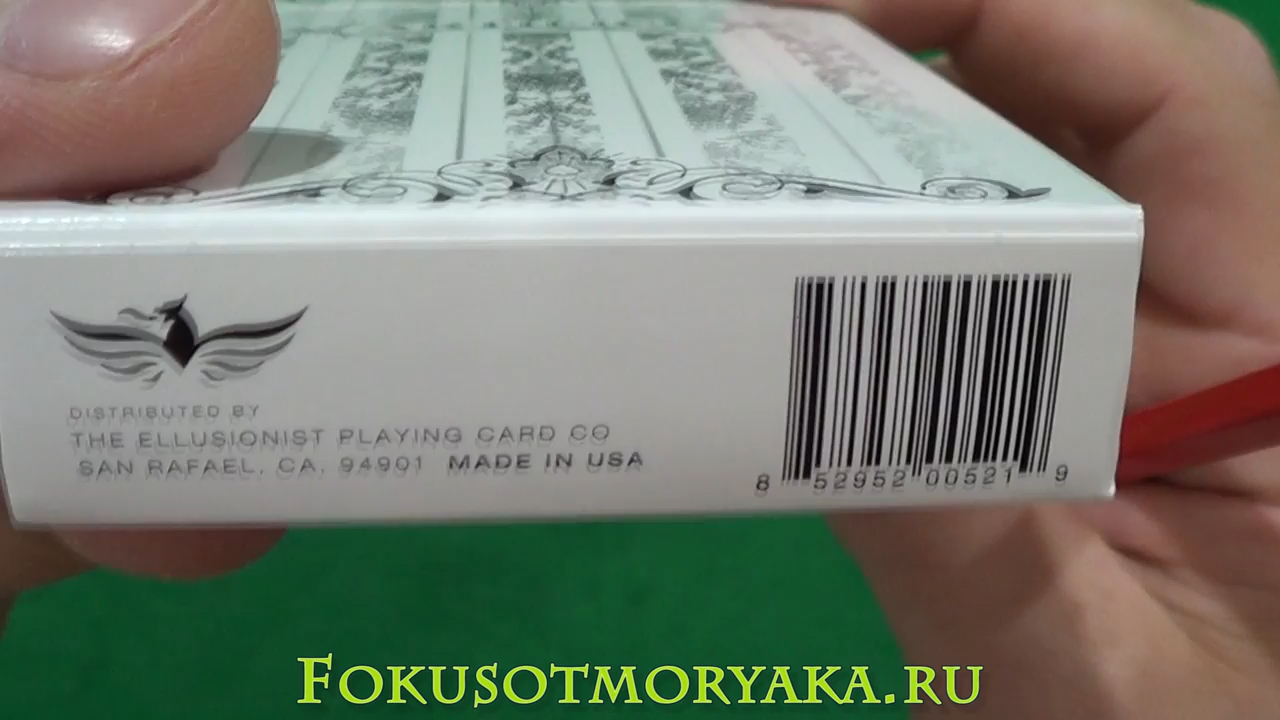 DISTRIBUTED BY
THE ELLUSIONIST PLAYING CARD CO
SAN RAFAEL, CA, 94901 MADE IN USA
8 52952 00521 9
FOKUSOTMORYAKA.RU